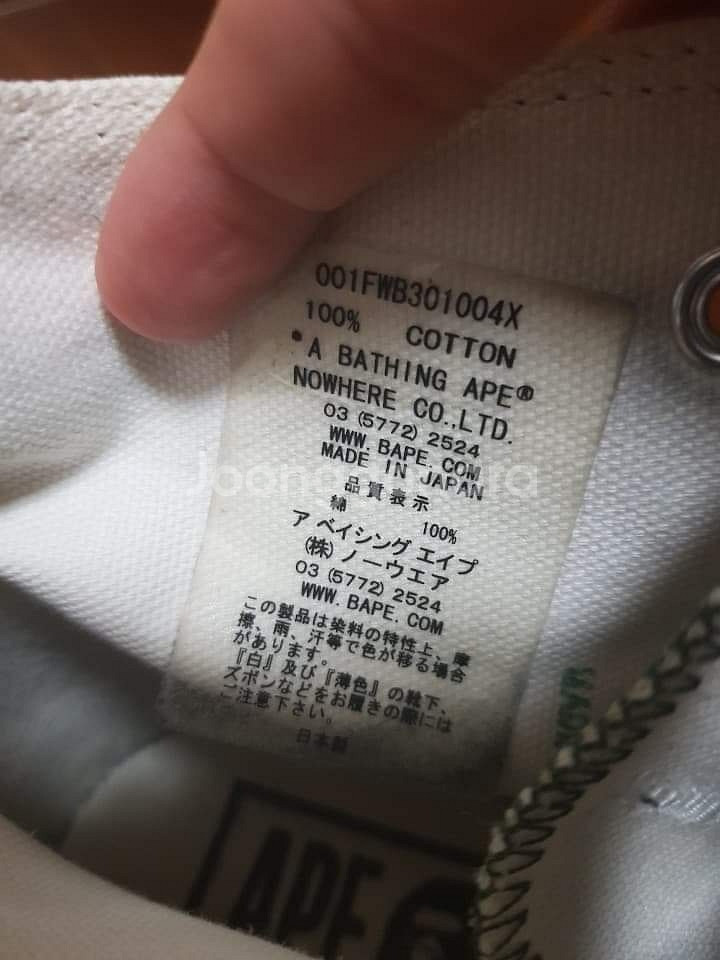 001FWB301004X
100% COTTON
A BATHING APE®
NOWHERE CO.,LTD.
03 (5772) 2524
WWW.BAPE.COM
MADE IN JAPAN
品質表示
綿 100%
ア ベイシング エイプ
(株) ノーウエア
03 (5772) 2524
WWW.BAPE.COM
この製品は染料の特性上、摩
擦、雨、汗等で色が移る場合
があります。
『白』及び『薄色』の靴下、
ズボンなどをお履きの際には
ご注意下さい。
日本製
APE